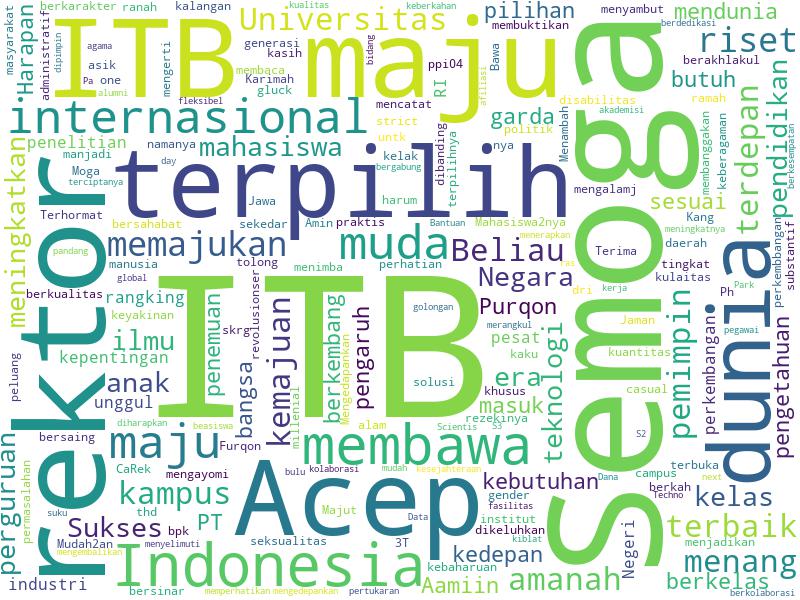 masyarakat
berkarakter
ranah
kalangan
kualitas
keberkahan
pilihan
menyambut
mendunia
Harapan
administratif
dipimpin
agama
ITB maju
Pa
one
alumni
asik
mengerti
generasi
kasih
membaca
Karimah
gluck
fleksibel
Universitas
bidang
ppi04
RI
membuktikan
Bawa
afiliasi
berdedikasi
riset
berakhlakul
butuh
disabilitas
ramah
akademisi
internasional
mencatat
strict
untk
garda
politik
Menambah
Semoga
membanggakan
keberagaman
terdepan
pendidikan
berkesempatan
penelitian
mahasiswa
manjadi
namanya
nya
dibanding
terpilihnya
Moga
day
terciptanya
terpilih
bergabung
kelak
mengalamj
sesuai
meningkatkan
rektor
Jawa
harum
Terhormat
bersahabat
sekedar
Amin
praktis
Bantuan
Mahasiswa2nya
menerapkan
Kang
meningkatnya
daerah
perkembbangan
substantif
pandang
memajukan
muda
Beliau
Terima
dunia
manusia
tolong
menimba
perhatian
Negara
ras
tingkat
kulaitas
global
berkualitas
rangking
ITB
golongan
Purqon
dri
kerja
Park
Ph
pegawai
keyakinan
skrg
penemuan
revolusionser
kemajuan
berkembang
Mengedapankan
pengaruh
merangkul
pesat
kaku
Jaman
kuantitas
pemimpin
perkembangan
pengetahuan
peluang
ilmu
kepentingan
anak
unggul
bangsa
millenial
solusi
era
khusus
masuk
rezekinya
teknologi
casual
diharapkan
beasiswa
alam
Scientis
S3
S2
bersaing
maju
Furqon
membawa
terbuka
next
perguruan
permasalahan
CaRek
mengayomi
bulu
kolaborasi
mudah
kesejahteraan
kebutuhan
Dana
campus
berkah
Techno
kelas
kampus
Acep
gender
fasilitas
suku
thd
Sukses
bpk
PT
Majut
Data
institut
dikeluhkan
kiblat
Negeri
terbaik
Mudah2an
menyelimuti
seksualitas
3T
kedepan
menjadikan
mengembalikan
Indonesia
kebaharuan
menang
industri
bersinar
memperhatikan
mengedepankan
pertukaran
Aamiin
amanah
berkelas
berkolaborasi